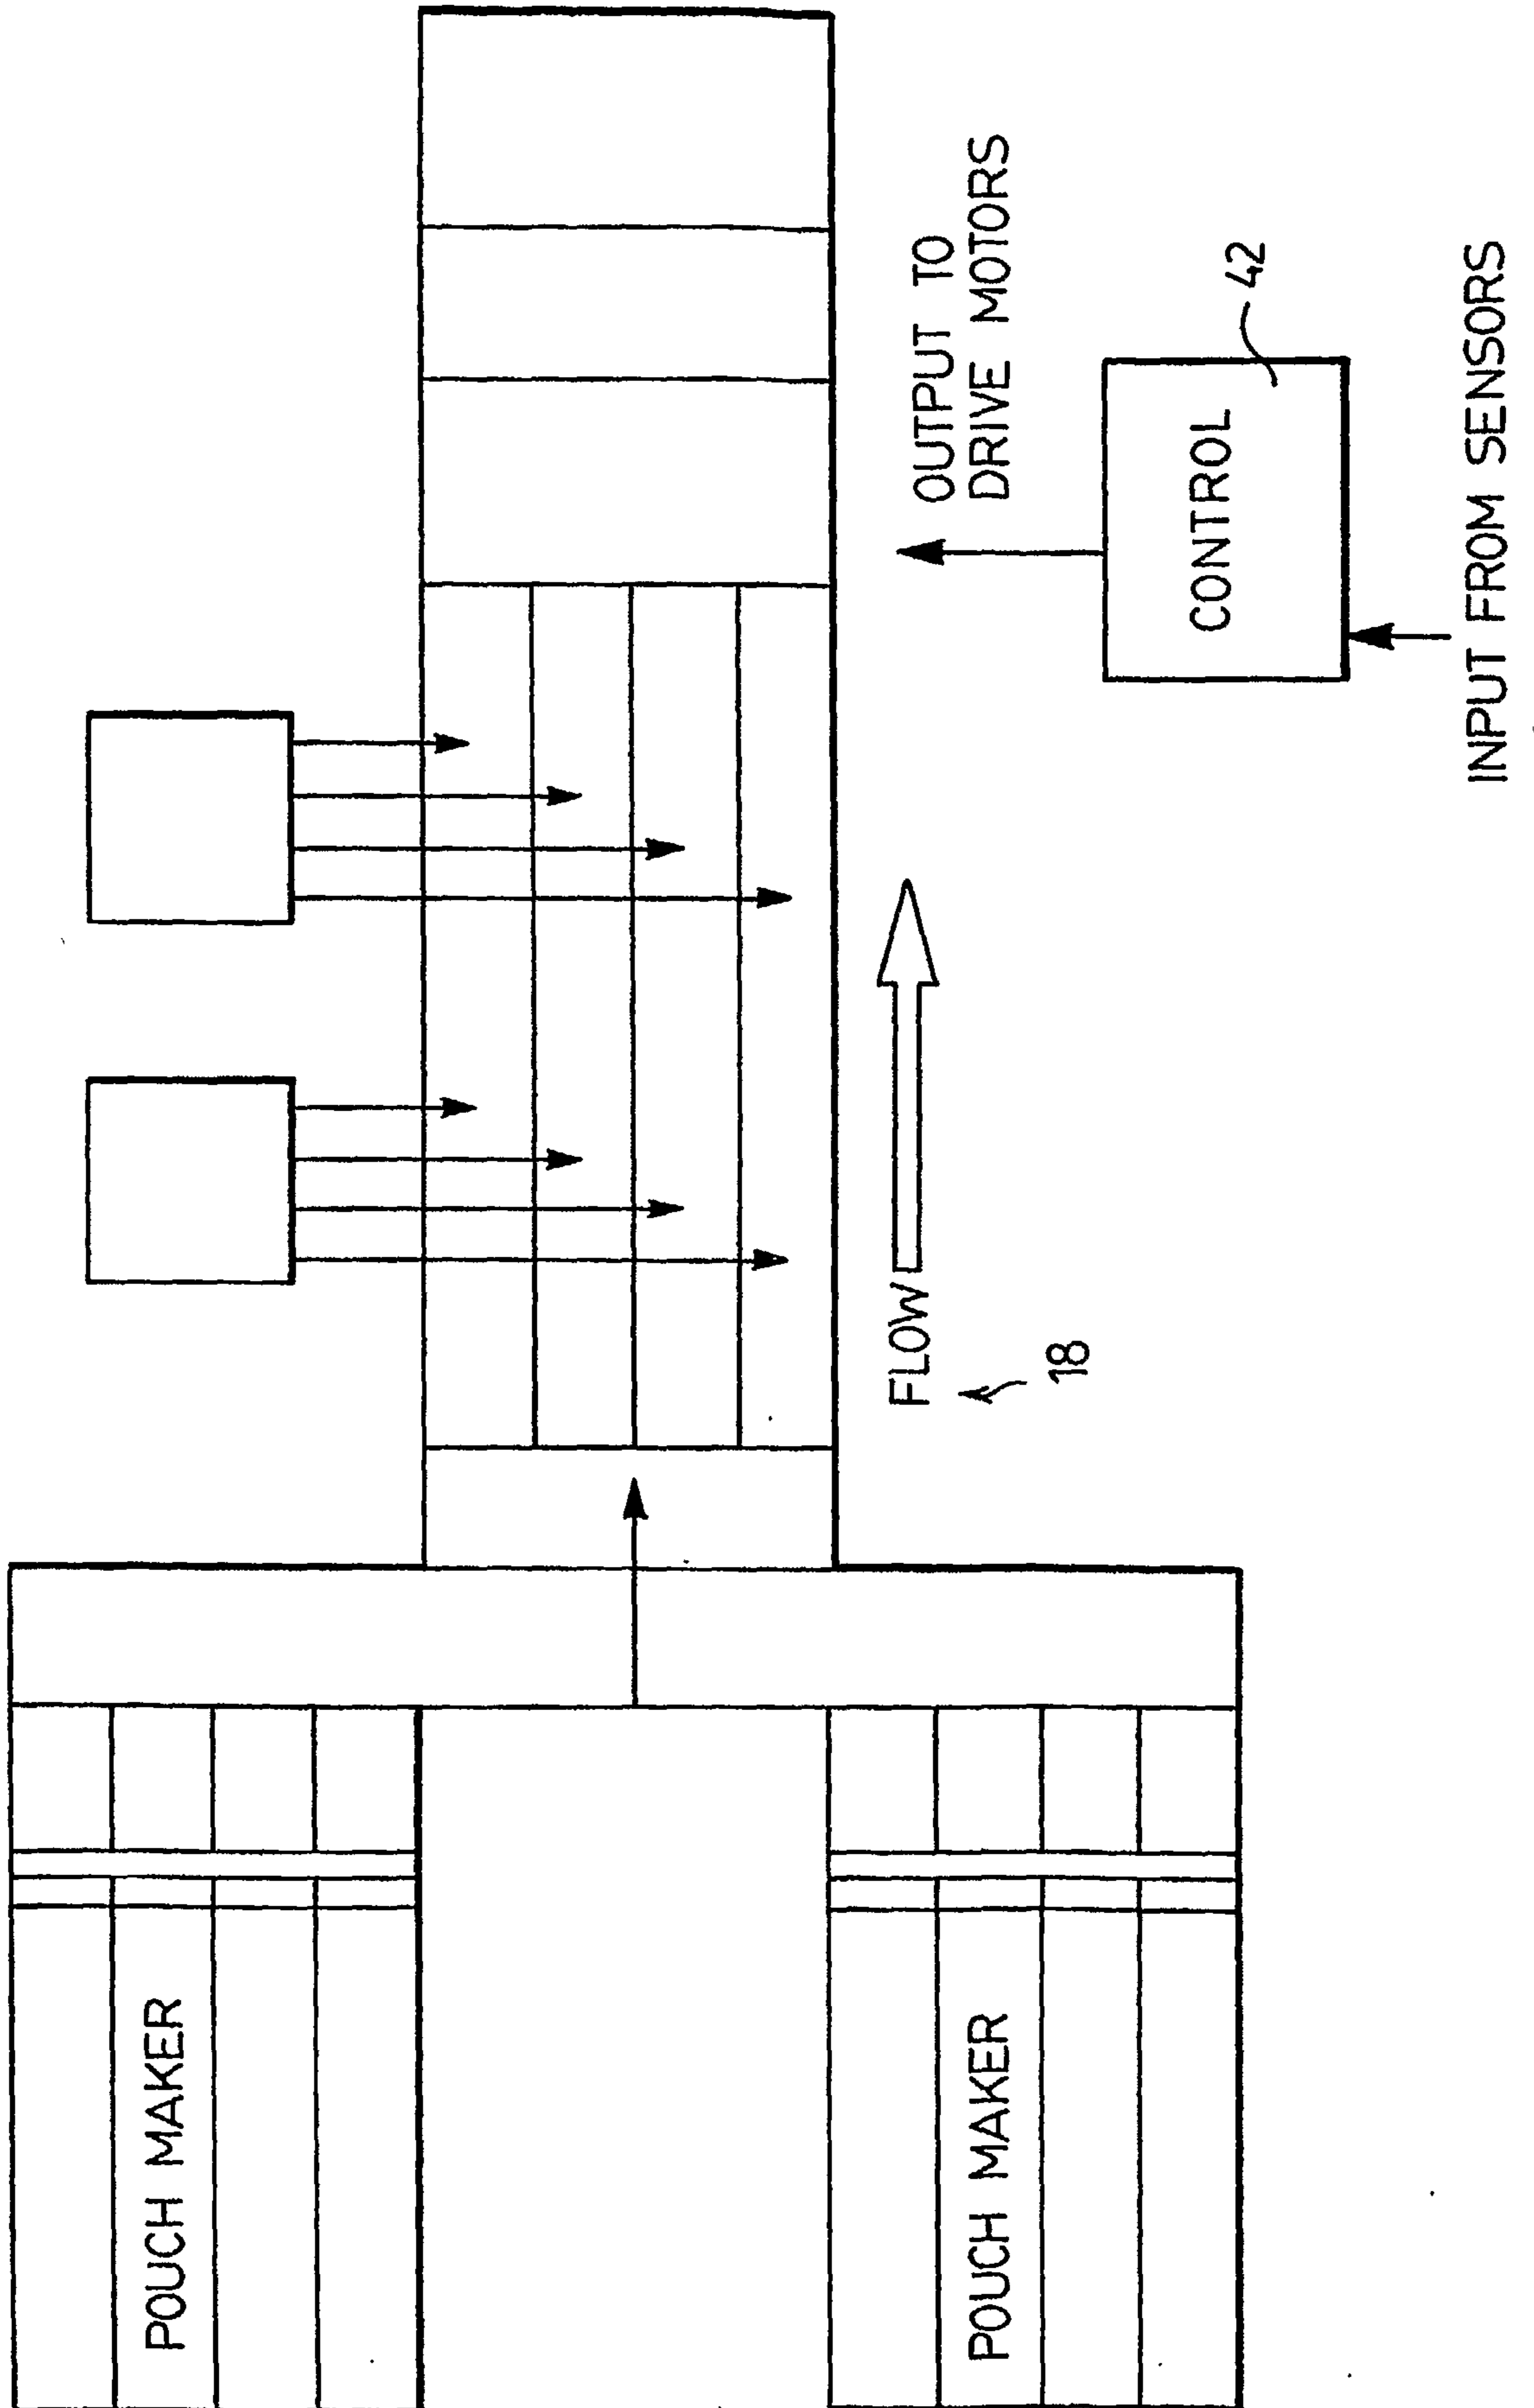 POUCH MAKER
POUCH MAKER
FLOW
18
OUTPUT TO
DRIVE MOTORS
CONTROL
42
INPUT FROM SENSORS